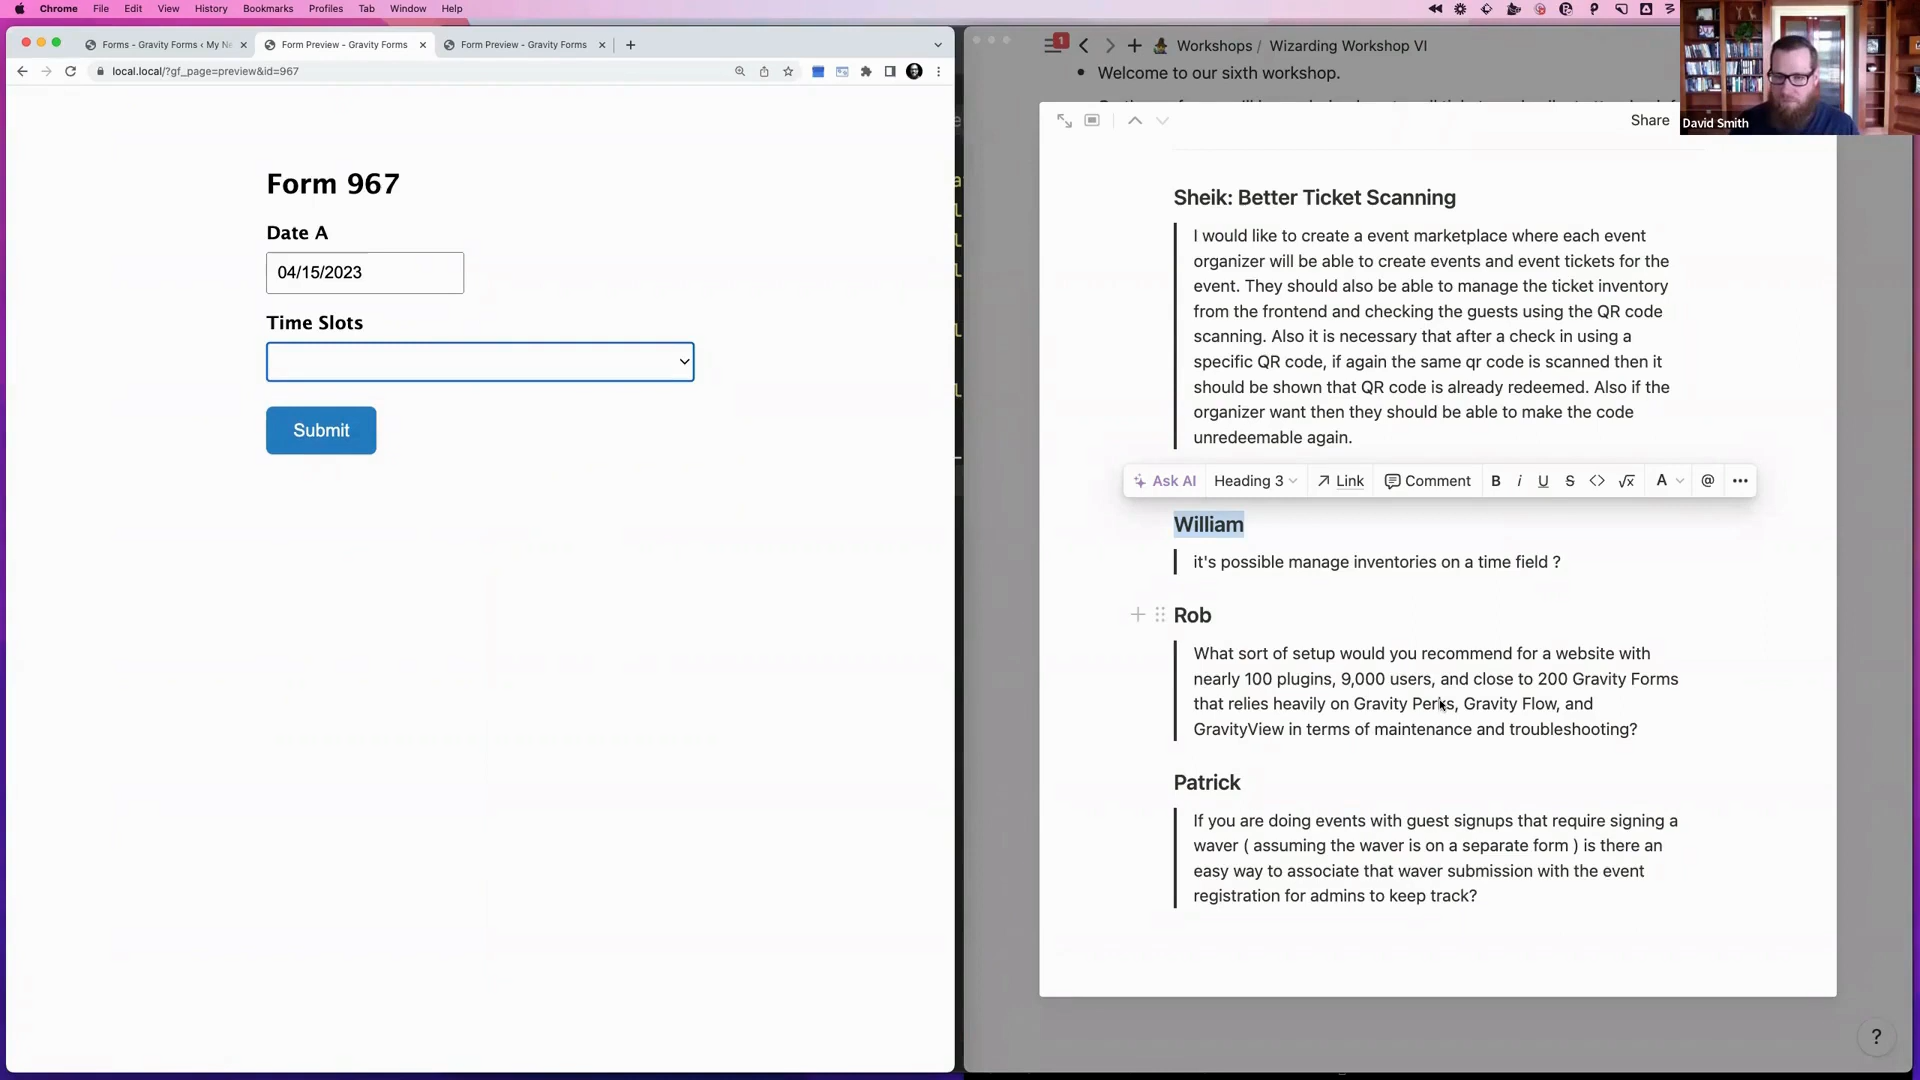 Chrome File Edit View History Bookmarks Profiles Tab Window Help
Forms - Gravity Forms ‹ My Ne
Form Preview - Gravity Forms
Form Preview - Gravity Forms
local.local/?gf_page=preview&id=967
Form 967
Date A
04/15/2023
Time Slots
Submit
1
Workshops / Wizarding Workshop VI
Welcome to our sixth workshop.
Share
David Smith
Sheik: Better Ticket Scanning
I would like to create a event marketplace where each event
organizer will be able to create events and event tickets for the
event. They should also be able to manage the ticket inventory
from the frontend and checking the guests using the QR code
scanning. Also it is necessary that after a check in using a
specific QR code, if again the same qr code is scanned then it
should be shown that QR code is already redeemed. Also if the
organizer want then they should be able to make the code
unredeemable again.
Ask AI Heading 3 Link Comment B i U S <> √x A @ •••
William
it's possible manage inventories on a time field ?
Rob
What sort of setup would you recommend for a website with
nearly 100 plugins, 9,000 users, and close to 200 Gravity Forms
that relies heavily on Gravity Perks, Gravity Flow, and
GravityView in terms of maintenance and troubleshooting?
Patrick
If you are doing events with guest signups that require signing a
waver ( assuming the waver is on a separate form ) is there an
easy way to associate that waver submission with the event
registration for admins to keep track?
?